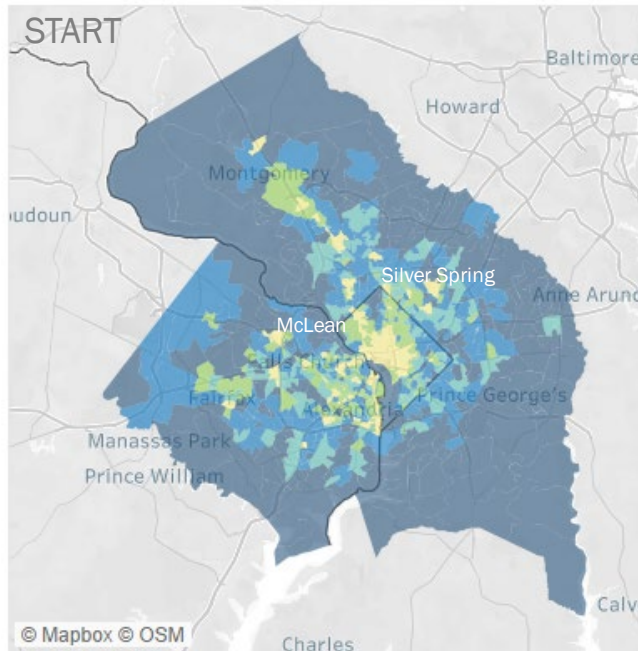 START
Baltimore
Howard
Montgomery
oudoun
Silver Spring
Anne Arund
McLean
Falls Church
Fairfax
Prince George's
Alexandria
Manassas Park
Prince William
Calv
© Mapbox © OSM
Charles